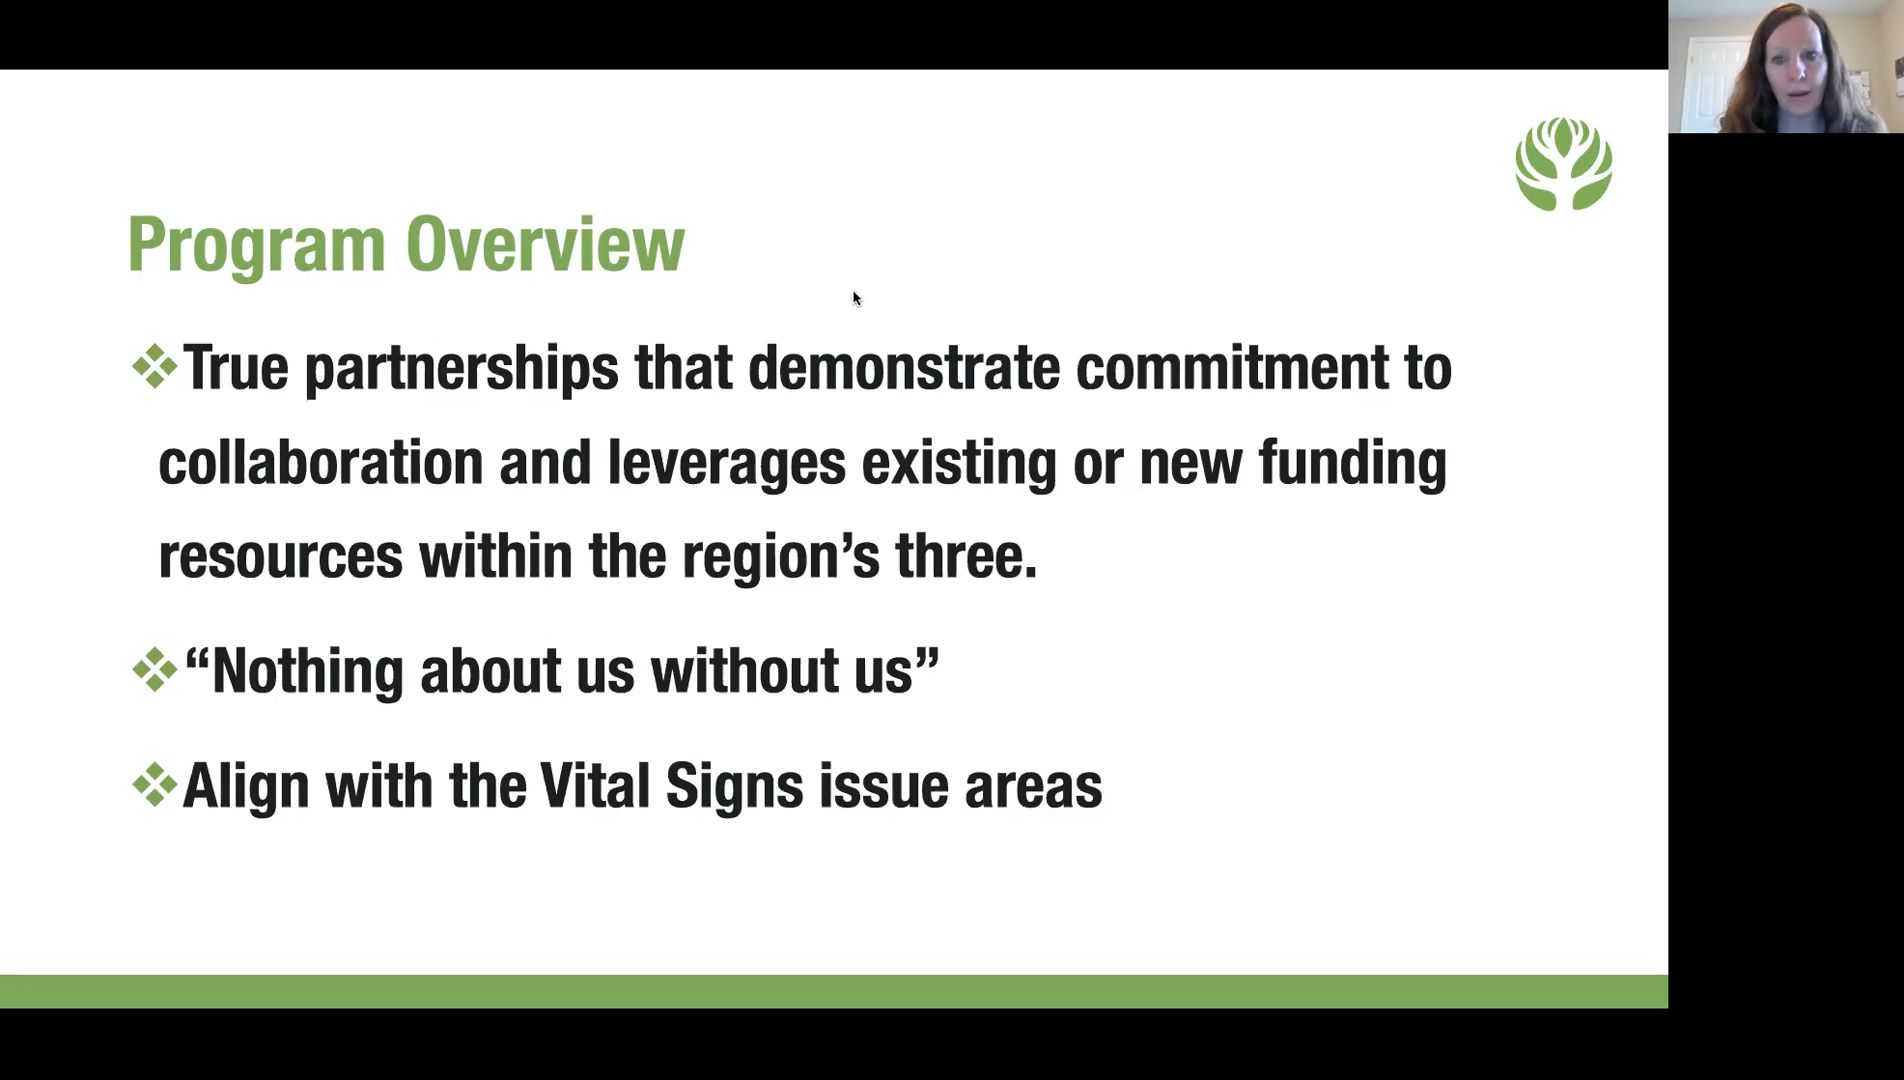 Program Overview
True partnerships that demonstrate commitment to
collaboration and leverages existing or new funding
resources within the region’s three.
“Nothing about us without us”
Align with the Vital Signs issue areas